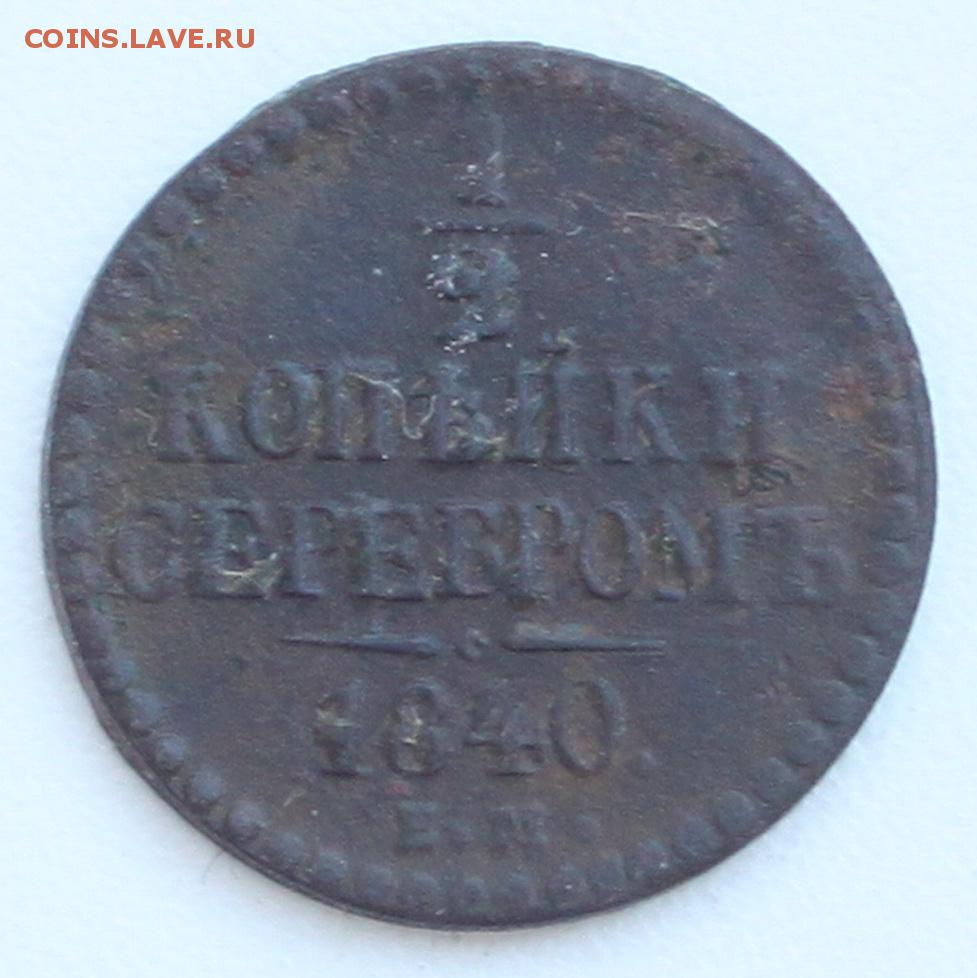 COINS.LAVE.RU
1
2
КОПѢЙКИ
СЕРЕБРОМЪ
1840.
Е.М.